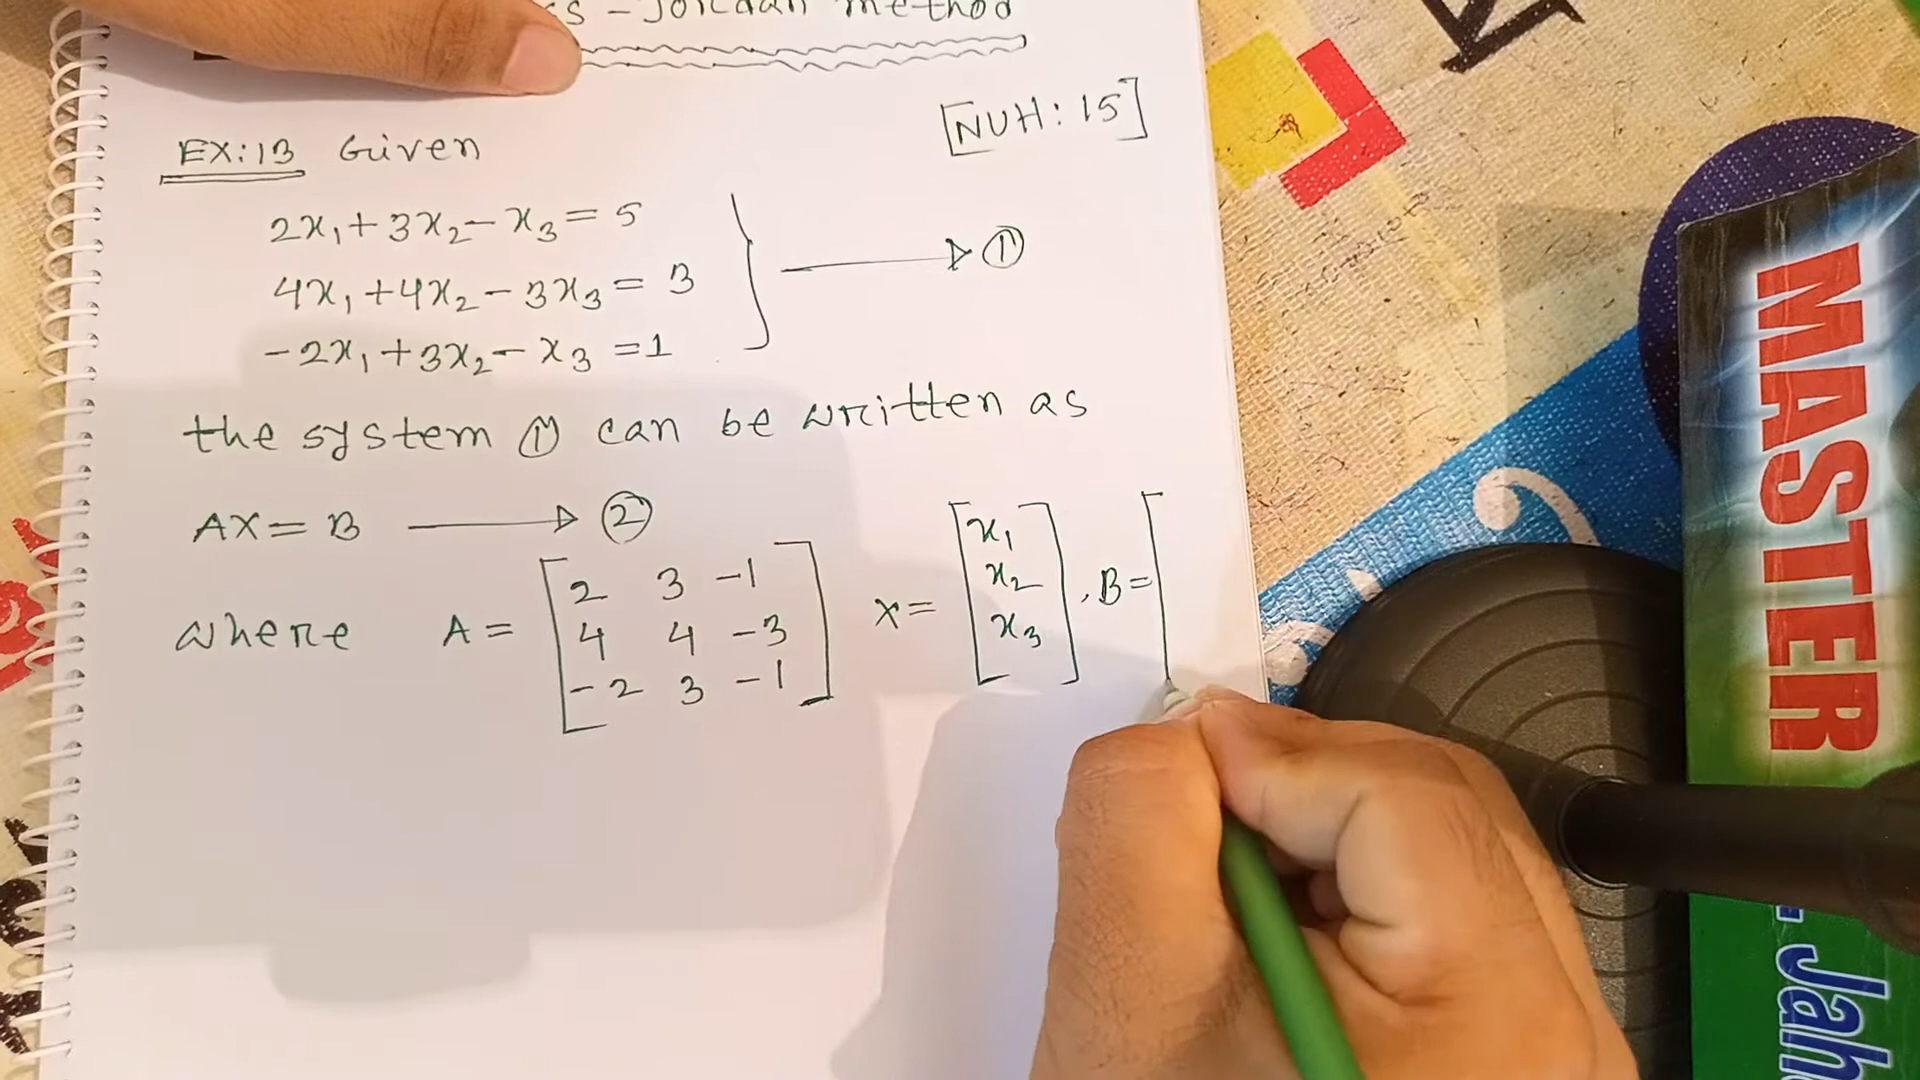 - Jordan method
[NUH: 15]
EX:13 Given
2x₁+3x₂-x₃=5
4x₁+4x₂-3x₃=3
-2x₁+3x₂-x₃=1
①
the system ① can be written as
AX=B ②
where A= [2 3 -1
4 4 -3
-2 3 -1]
X= [x₁
x₂
x₃] , B=[
MASTER